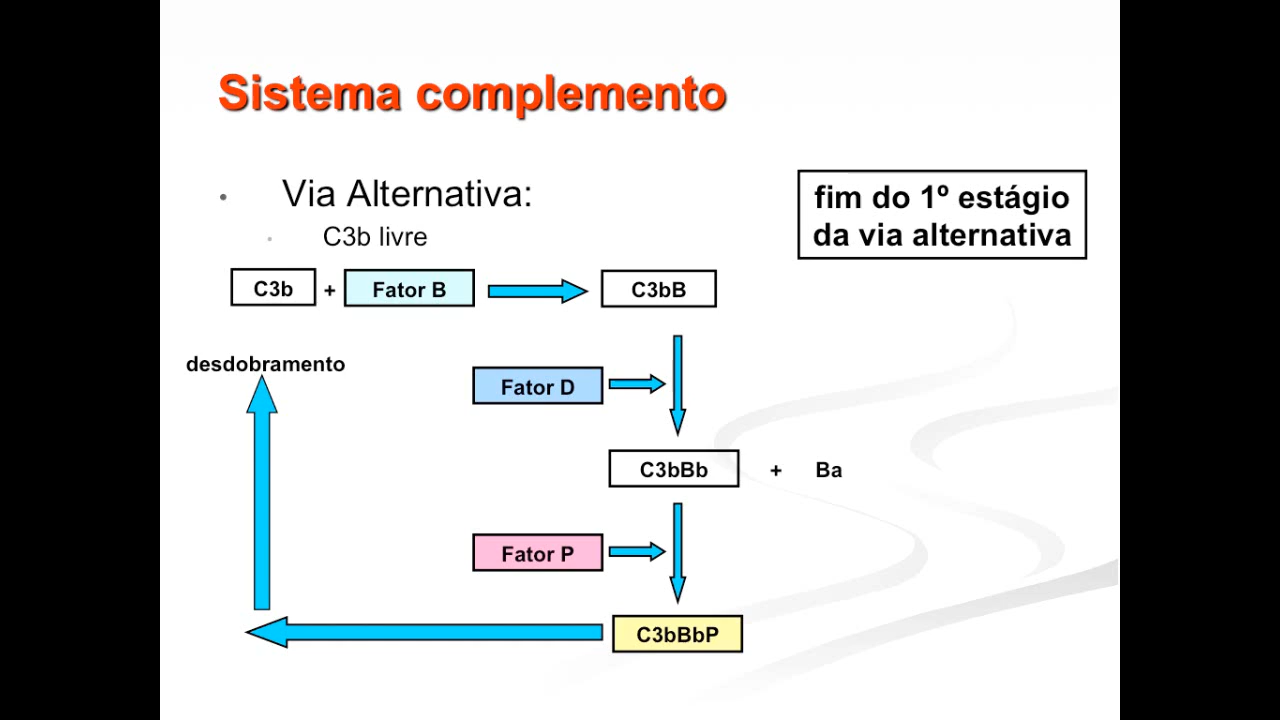 Sistema complemento
• Via Alternativa:
fim do 1º estágio
da via alternativa
• C3b livre
C3b + Fator B C3bB
desdobramento
Fator D
C3bBb + Ba
Fator P
C3bBbP